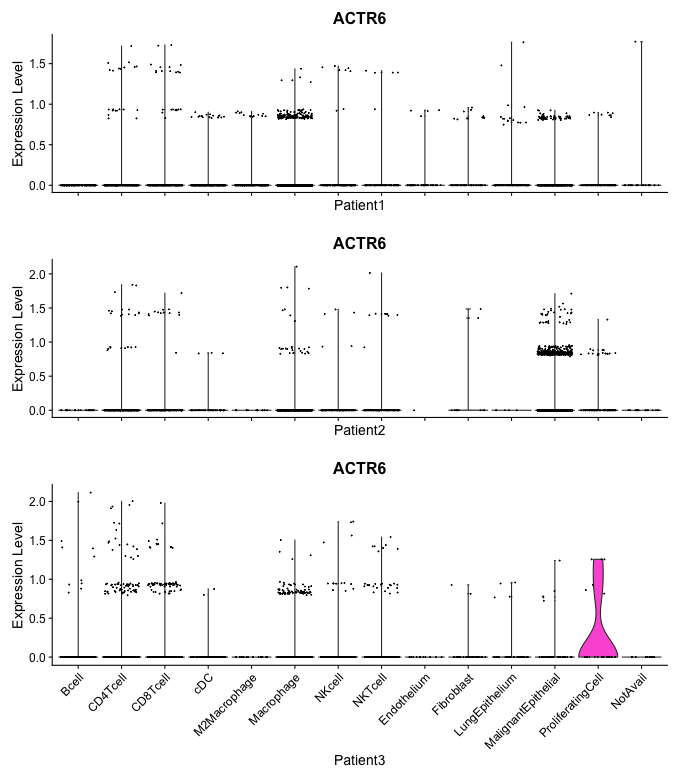 ACTR6
Expression Level
1.5
1.0
0.5
0.0
Patient1
ACTR6
Expression Level
2.0
1.5
1.0
0.5
0.0
Patient2
ACTR6
Expression Level
2.0
1.5
1.0
0.5
0.0
Bcell
CD4Tcell
CD8Tcell
cDC
M2Macrophage
Macrophage
NKcell
NKTcell
Endothelium
Fibroblast
LungEpithelium
MalignantEpithelial
ProliferatingCell
NotAvail
Patient3